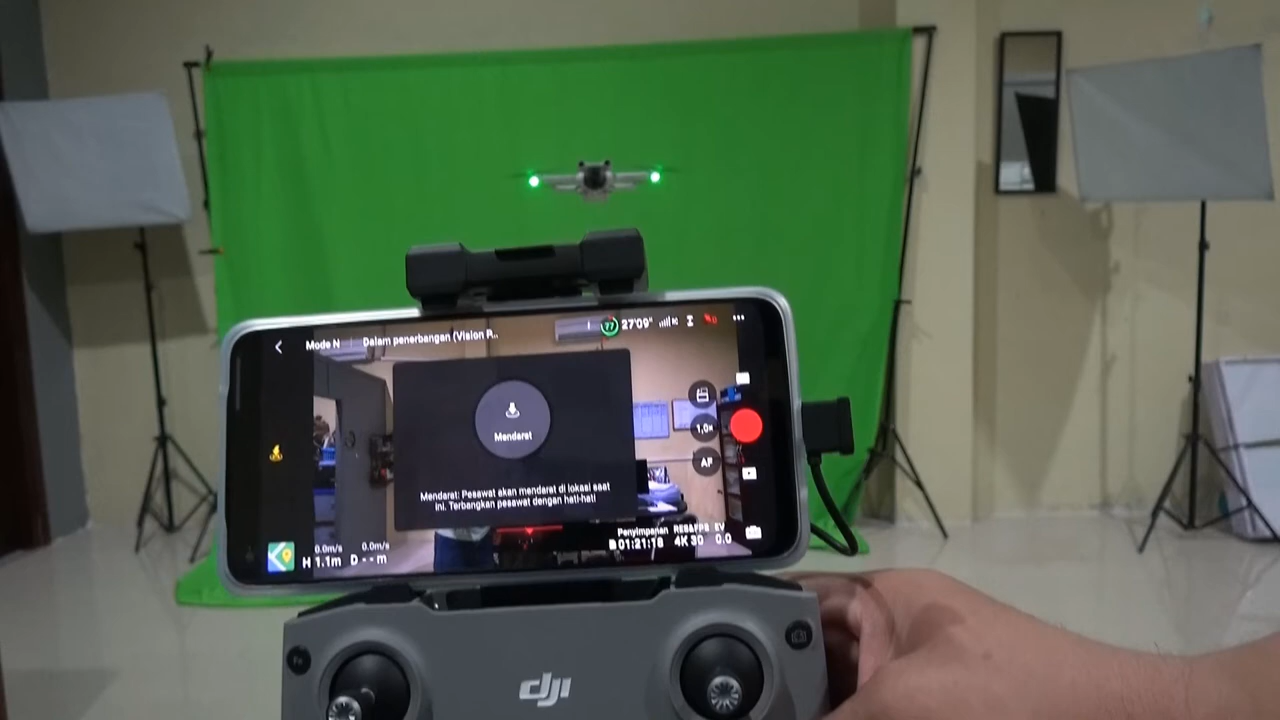 Mode N
Dalam penerbangan (Vision P..
77 27'09"
Mendarat
1,0x
AF
Mendarat: Pesawat akan mendarat di lokasi saat
ini. Terbangkan pesawat dengan hati-hati
0.0m/s 0.0m/s
H 1.1m D -- m
Penyimpanan RES&FPS EV
01:21:18 4K 30 0.0
dji